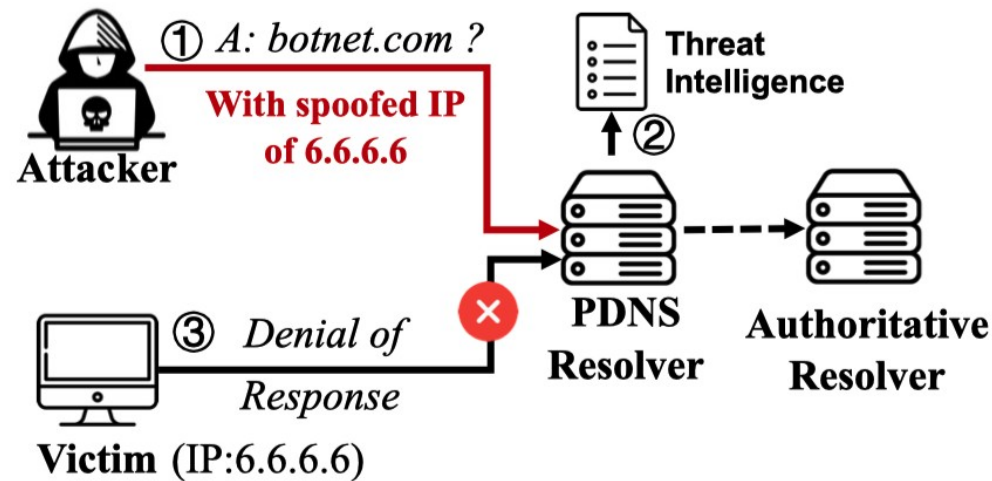 ① A: botnet.com ?
With spoofed IP
of 6.6.6.6
Attacker
Threat
Intelligence
②
PDNS
Resolver
Authoritative
Resolver
③ Denial of
Response
Victim (IP:6.6.6.6)